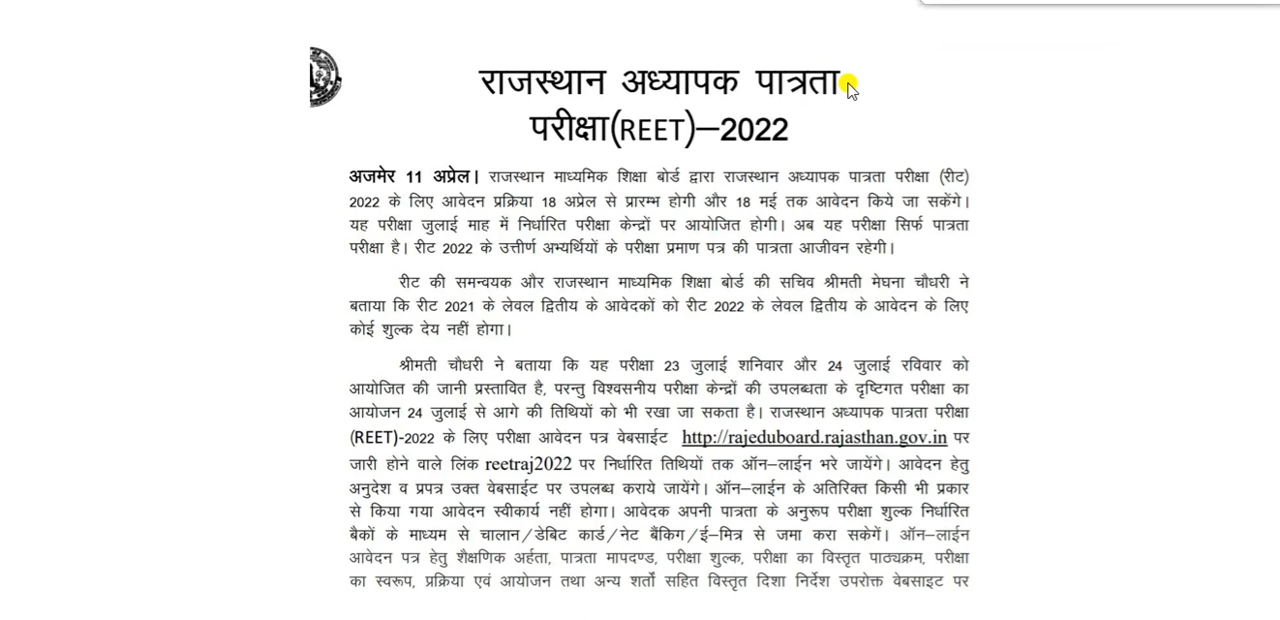 राजस्थान अध्यापक पात्रता
परीक्षा(REET)–2022
अजमेर 11 अप्रेल। राजस्थान माध्यमिक शिक्षा बोर्ड द्वारा राजस्थान अध्यापक पात्रता परीक्षा (रीट)
2022 के लिए आवेदन प्रक्रिया 18 अप्रेल से प्रारम्भ होगी और 18 मई तक आवेदन किये जा सकेंगे।
यह परीक्षा जुलाई माह में निर्धारित परीक्षा केन्द्रों पर आयोजित होगी। अब यह परीक्षा सिर्फ पात्रता
परीक्षा है। रीट 2022 के उत्तीर्ण अभ्यर्थियों के परीक्षा प्रमाण पत्र की पात्रता आजीवन रहेगी।
रीट की समन्वयक और राजस्थान माध्यमिक शिक्षा बोर्ड की सचिव श्रीमती मेघना चौधरी ने
बताया कि रीट 2021 के लेवल द्वितीय के आवेदकों को रीट 2022 के लेवल द्वितीय के आवेदन के लिए
कोई शुल्क देय नहीं होगा।
श्रीमती चौधरी ने बताया कि यह परीक्षा 23 जुलाई शनिवार और 24 जुलाई रविवार को
आयोजित की जानी प्रस्तावित है, परन्तु विश्वसनीय परीक्षा केन्द्रों की उपलब्धता के दृष्टिगत परीक्षा का
आयोजन 24 जुलाई से आगे की तिथियों को भी रखा जा सकता है। राजस्थान अध्यापक पात्रता परीक्षा
(REET)-2022 के लिए परीक्षा आवेदन पत्र वेबसाईट http://rajeduboard.rajasthan.gov.in पर
जारी होने वाले लिंक reetraj2022 पर निर्धारित तिथियों तक ऑन–लाईन भरे जायेंगे। आवेदन हेतु
अनुदेश व प्रपत्र उक्त वेबसाईट पर उपलब्ध कराये जायेंगे। ऑन–लाईन के अतिरिक्त किसी भी प्रकार
से किया गया आवेदन स्वीकार्य नहीं होगा। आवेदक अपनी पात्रता के अनुरूप परीक्षा शुल्क निर्धारित
बैकों के माध्यम से चालान/डेबिट कार्ड/नेट बैंकिग/ई–मित्र से जमा करा सकेगें। ऑन–लाईन
आवेदन पत्र हेतु शैक्षणिक अर्हता, पात्रता मापदण्ड, परीक्षा शुल्क, परीक्षा का विस्तृत पाठ्यक्रम, परीक्षा
का स्वरूप, प्रक्रिया एवं आयोजन तथा अन्य शर्तों सहित विस्तृत दिशा निर्देश उपरोक्त वेबसाइट पर